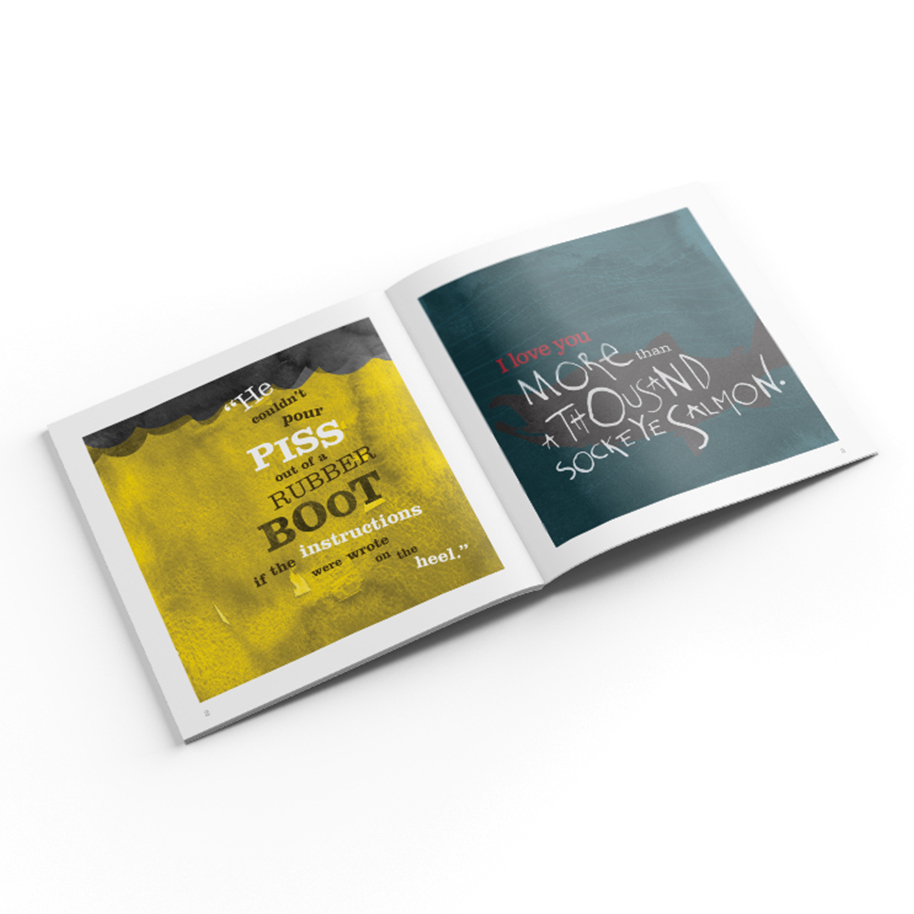 “He
couldn’t
pour
PISS
out of a
RUBBER
BOOT
if the instructions
were wrote
on the
heel.”
I love you
MORE than
A THOUSAND
SOCKEYE SALMON.